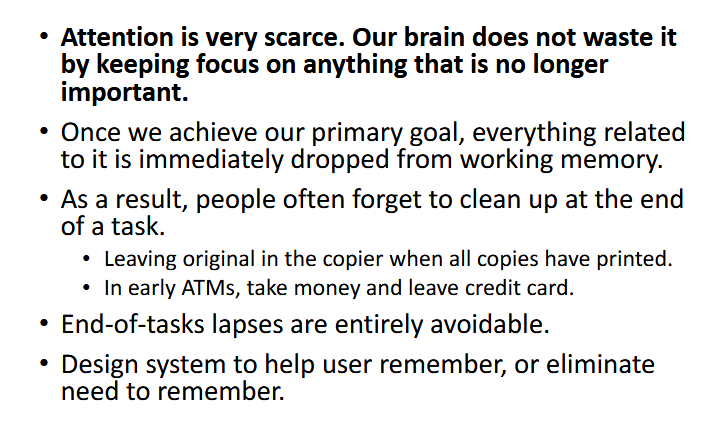 • Attention is very scarce. Our brain does not waste it
by keeping focus on anything that is no longer
important.
• Once we achieve our primary goal, everything related
to it is immediately dropped from working memory.
• As a result, people often forget to clean up at the end
of a task.
• Leaving original in the copier when all copies have printed.
• In early ATMs, take money and leave credit card.
• End-of-tasks lapses are entirely avoidable.
• Design system to help user remember, or eliminate
need to remember.